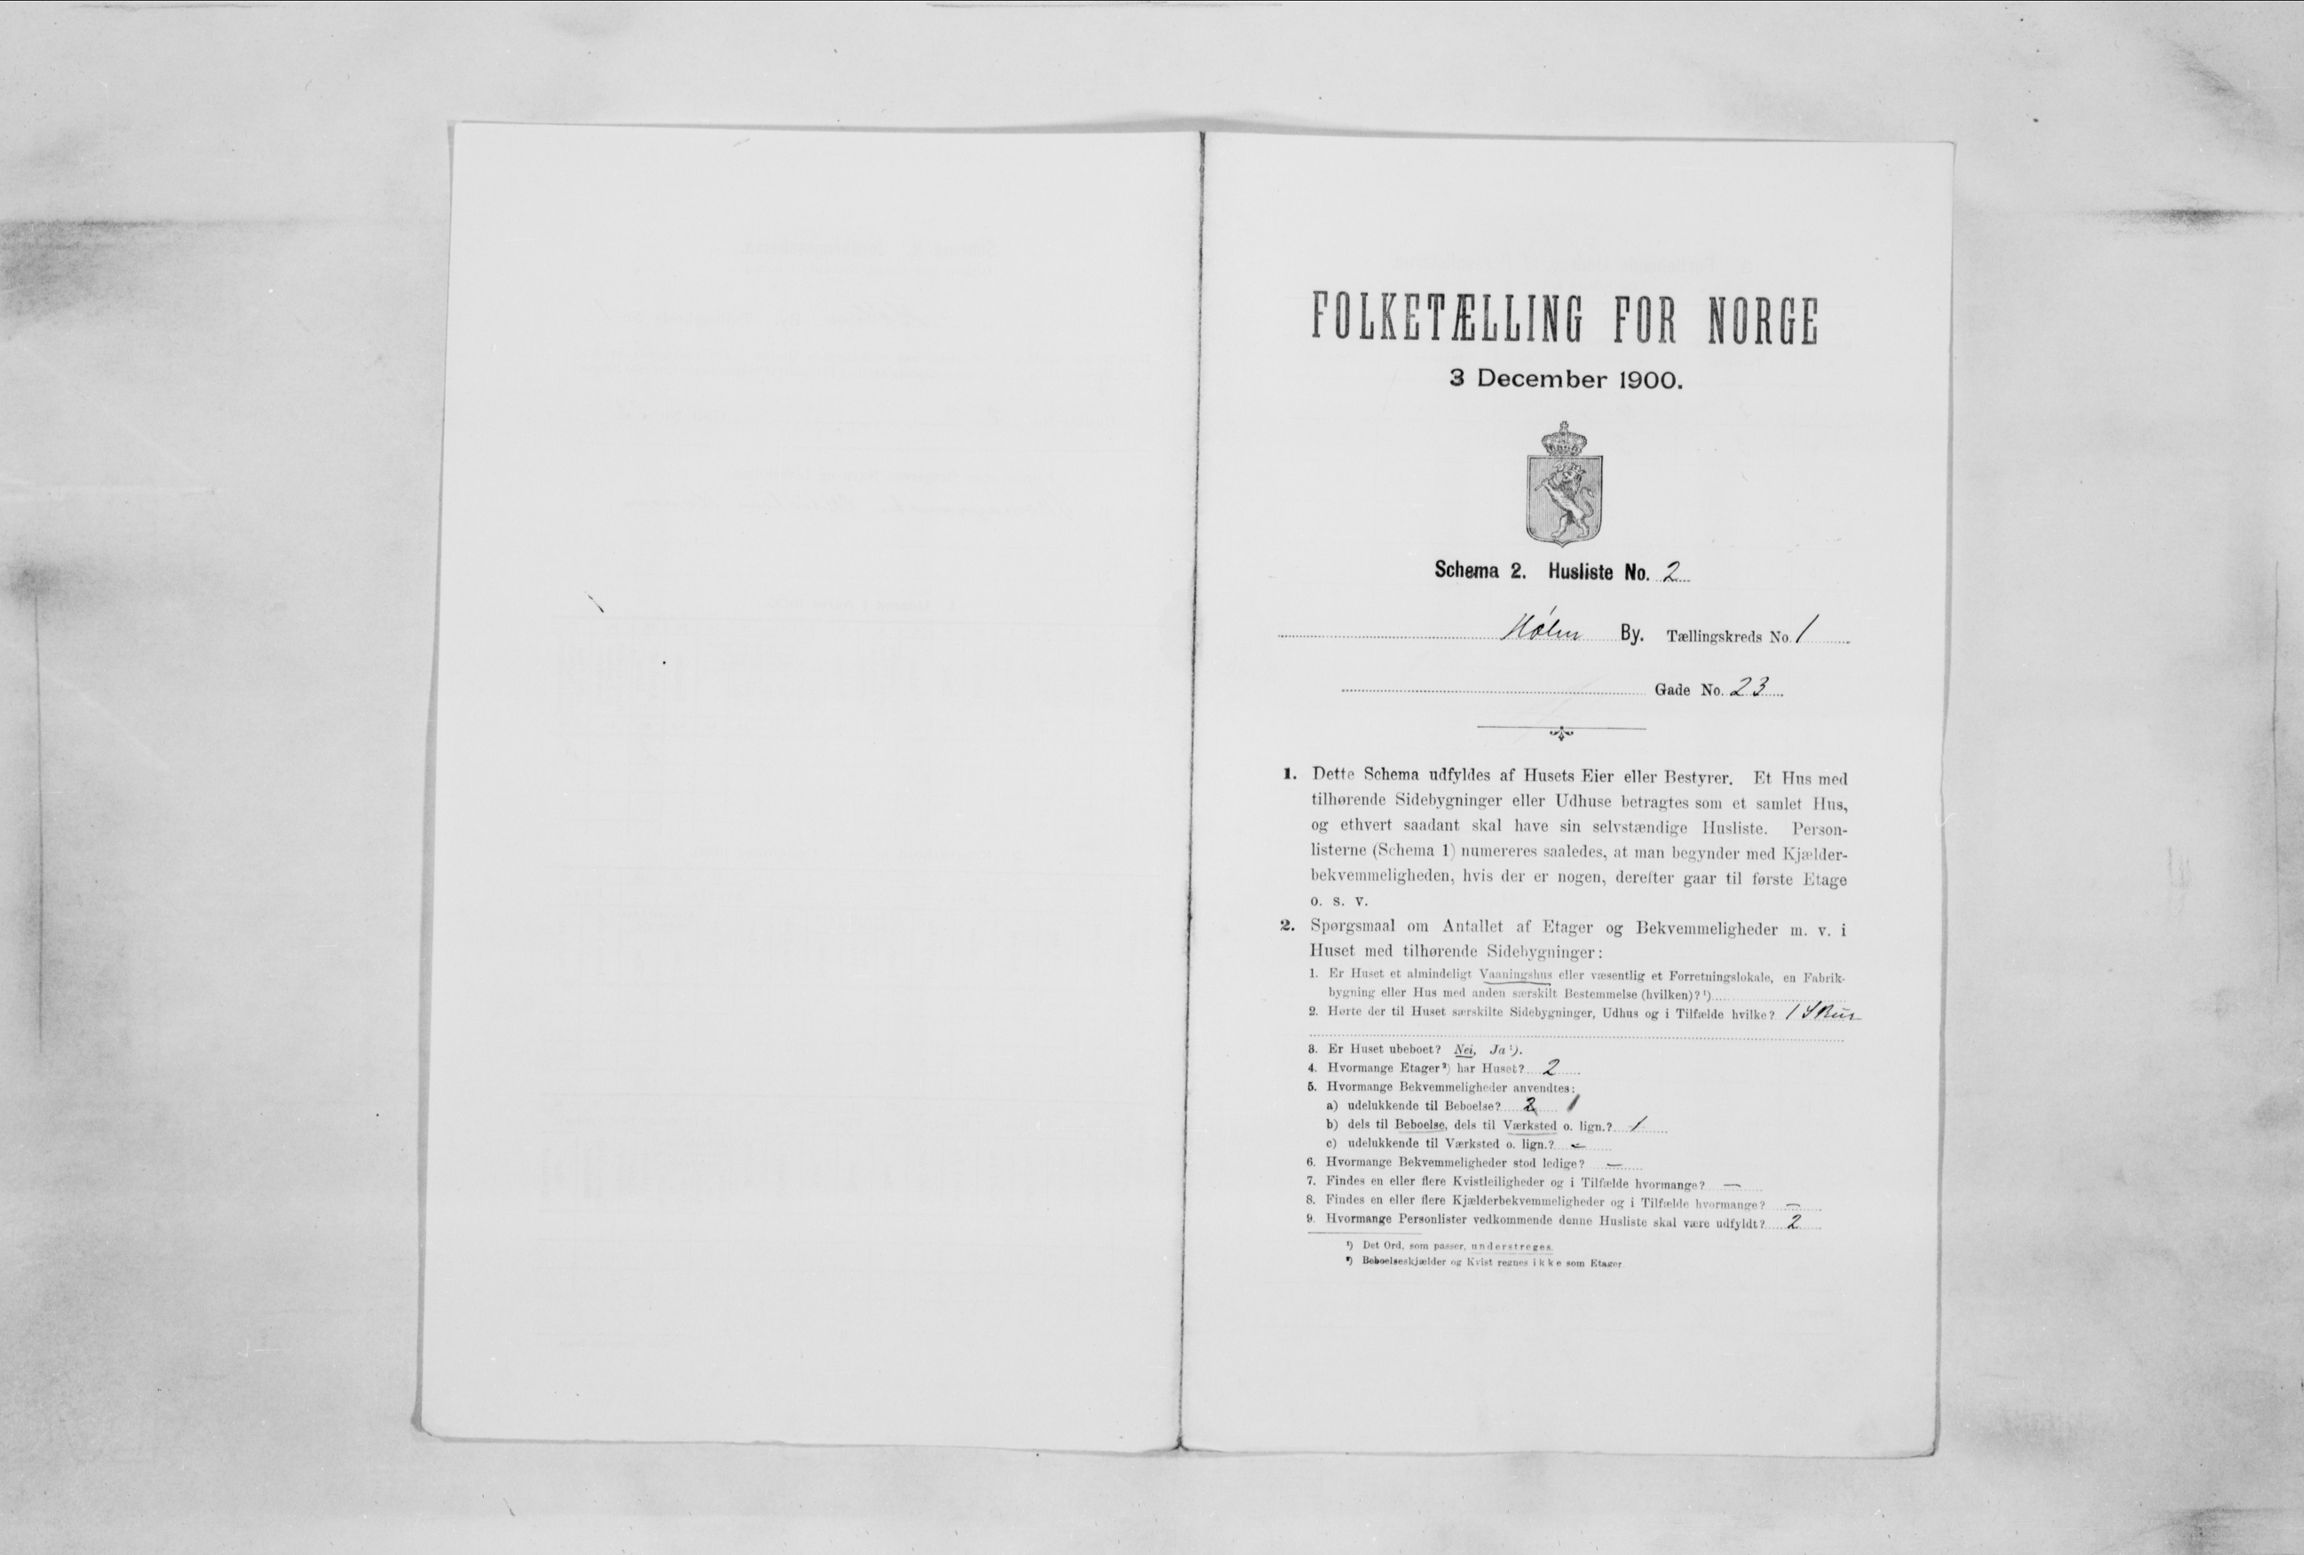 FOLKETÆLLING FOR NORGE
3 December 1900.
Schema 2. Husliste No. 2
Hølen By. Tællingskreds No. 1
Gade No. 23
1. Dette Schema udfyldes af Husets Eier eller Bestyrer. Et Hus med
tilhørende Sidebygninger eller Udhuse betragtes som et samlet Hus,
og ethvert saadant skal have sin selvstændige Husliste. Person-
listerne (Schema 1) numereres saaledes, at man begynder med Kjælder-
bekvemmeligheden, hvis der er nogen, derefter gaar til første Etage
o. s. v.
2. Spørgsmaal om Antallet af Etager og Bekvemmeligheder m. v. i
Huset med tilhørende Sidebygninger:
1. Er Huset et almindeligt Vaaningshus eller væsentlig et Forretningslokale, en Fabrik-
bygning eller Hus med anden særskilt Bestemmelse (hvilken)? ¹)
2. Hørte der til Huset særskilte Sidebygninger, Udhus og i Tilfælde hvilke? 1 Skur
3. Er Huset ubeboet? Nei, Ja ¹).
4. Hvormange Etager ²) har Huset? 2
5. Hvormange Bekvemmeligheder anvendtes:
a) udelukkende til Beboelse? 2 1
b) dels til Beboelse, dels til Værksted o. lign.? 1
c) udelukkende til Værksted o. lign.? –
6. Hvormange Bekvemmeligheder stod ledige? –
7. Findes en eller flere Kvistleiligheder og i Tilfælde hvormange? –
8. Findes en eller flere Kjælderbekvemmeligheder og i Tilfælde hvormange? –
9. Hvormange Personlister vedkommende denne Husliste skal være udfyldt? 2
¹) Det Ord, som passer, understreges.
²) Beboelseskjælder og Kvist regnes ikke som Etager